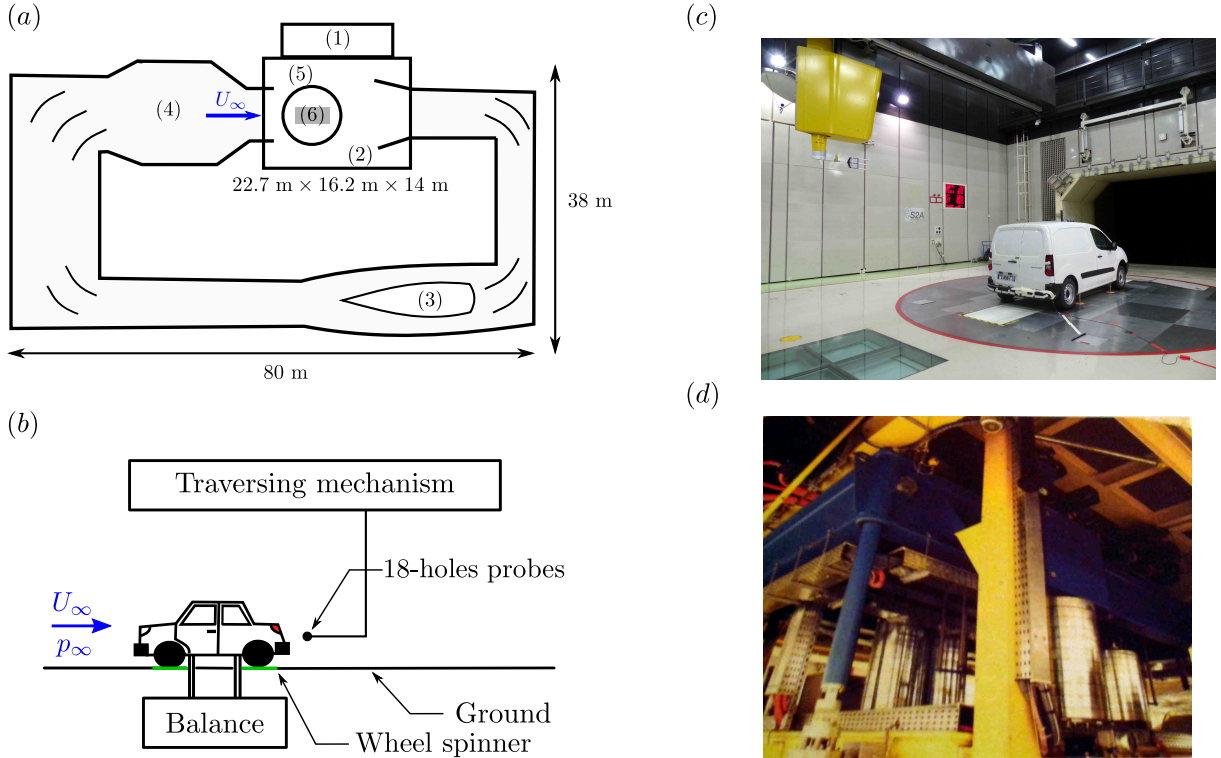 (a)
(1)
(5)
(4)
U∞
(6)
(2)
22.7 m × 16.2 m × 14 m
38 m
(3)
80 m
(b)
Traversing mechanism
18-holes probes
U∞
p∞
Balance
Ground
Wheel spinner
(c)
S2A
(d)